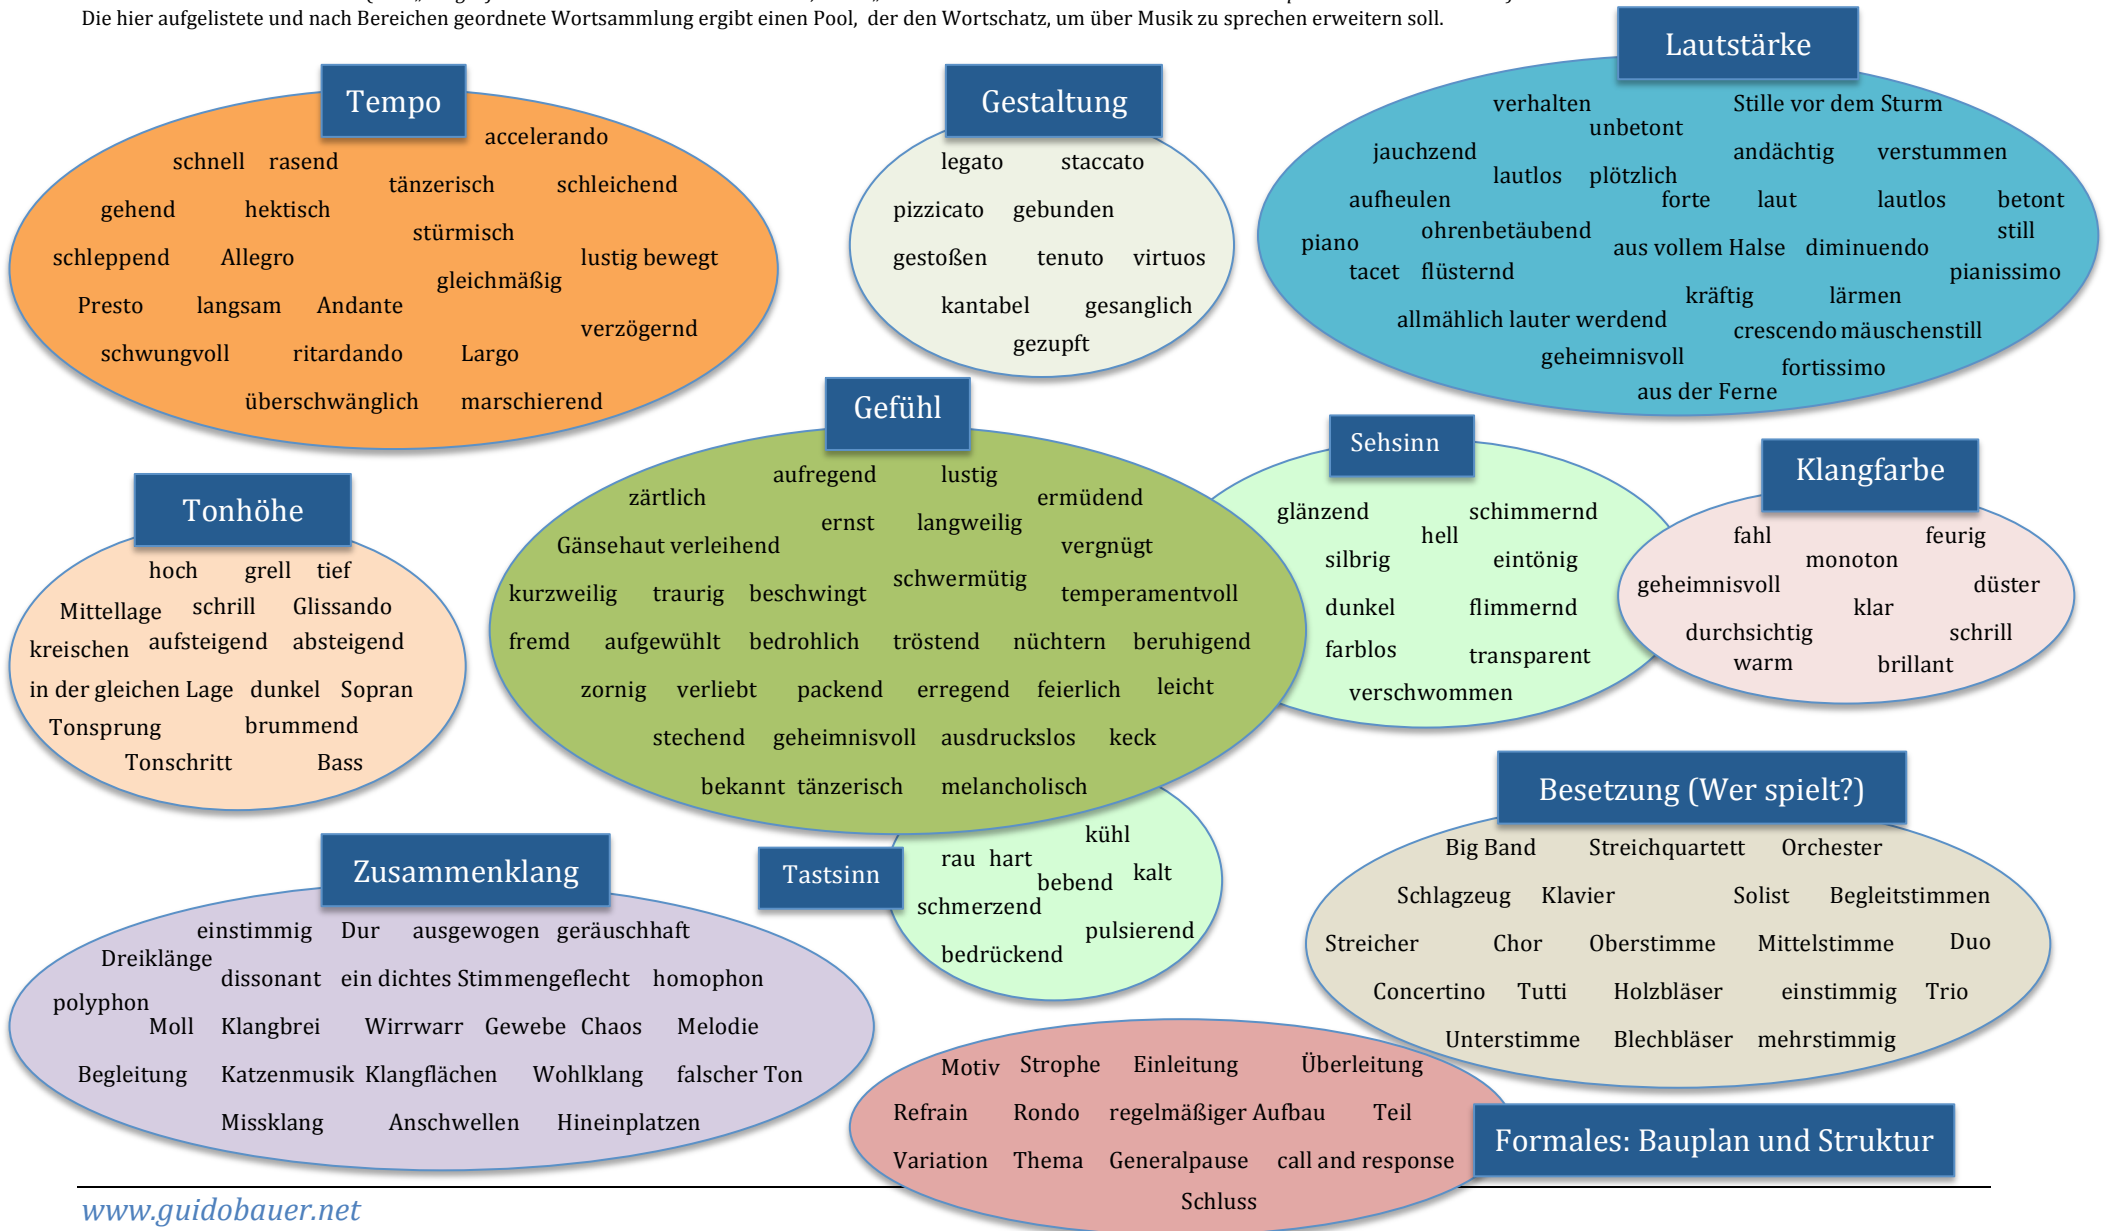 Die hier aufgelistete und nach Bereichen geordnete Wortsammlung ergibt einen Pool, der den Wortschatz, um über Musik zu sprechen erweitern soll.
Tempo
accelerando
schnell rasend
tänzerisch schleichend
gehend hektisch
stürmisch
schleppend Allegro lustig bewegt
gleichmäßig
Presto langsam Andante
verzögernd
schwungvoll ritardando Largo
überschwänglich marschierend
Gestaltung
legato staccato
pizzicato gebunden
gestoßen tenuto virtuos
kantabel gesanglich
gezupft
Lautstärke
verhalten Stille vor dem Sturm
unbetont
jauchzend andächtig verstummen
lautlos plötzlich
aufheulen forte laut lautlos betont
piano ohrenbetäubend aus vollem Halse diminuendo still
tacet flüsternd pianissimo
kräftig lärmen
allmählich lauter werdend crescendo mäuschenstill
geheimnisvoll fortissimo
aus der Ferne
Tonhöhe
hoch grell tief
Mittellage schrill Glissando
kreischen aufsteigend absteigend
in der gleichen Lage dunkel Sopran
Tonsprung brummend
Tonschritt Bass
Gefühl
aufregend lustig
zärtlich ermüdend
ernst langweilig
Gänsehaut verleihend vergnügt
kurzweilig traurig beschwingt schwermütig temperamentvoll
fremd aufgewühlt bedrohlich tröstend nüchtern beruhigend
zornig verliebt packend erregend feierlich leicht
stechend geheimnisvoll ausdruckslos keck
bekannt tänzerisch melancholisch
Sehsinn
glänzend schimmernd
hell
silbrig eintönig
dunkel flimmernd
farblos transparent
verschwommen
Klangfarbe
fahl feurig
monoton
geheimnisvoll düster
klar
durchsichtig schrill
warm brillant
Zusammenklang
einstimmig Dur ausgewogen geräuschhaft
Dreiklänge
dissonant ein dichtes Stimmengeflecht homophon
polyphon
Moll Klangbrei Wirrwarr Gewebe Chaos Melodie
Begleitung Katzenmusik Klangflächen Wohlklang falscher Ton
Missklang Anschwellen Hineinplatzen
Tastsinn
kühl
rau hart
bebend kalt
schmerzend
pulsierend
bedrückend
Besetzung (Wer spielt?)
Big Band Streichquartett Orchester
Schlagzeug Klavier Solist Begleitstimmen
Streicher Chor Oberstimme Mittelstimme Duo
Concertino Tutti Holzbläser einstimmig Trio
Unterstimme Blechbläser mehrstimmig
Motiv Strophe Einleitung Überleitung
Refrain Rondo regelmäßiger Aufbau Teil
Variation Thema Generalpause call and response
Schluss
Formales: Bauplan und Struktur
www.guidobauer.net